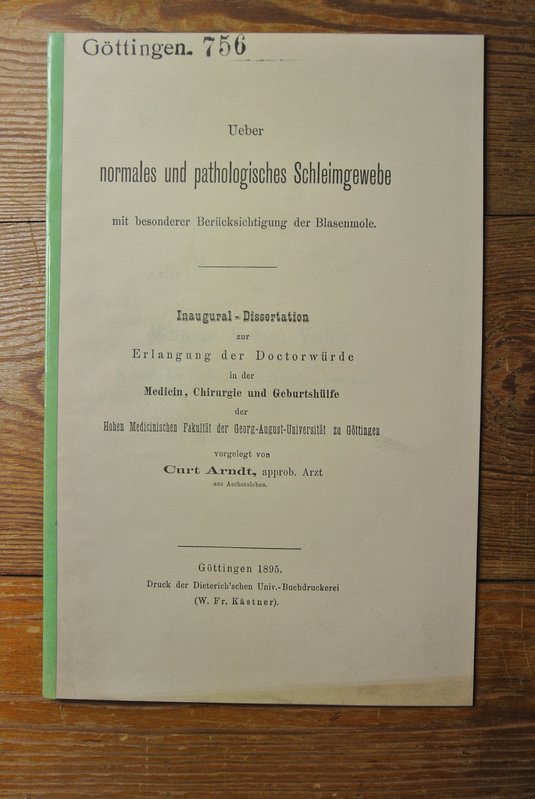 Göttingen. 756
Ueber
normales und pathologisches Schleimgewebe
mit besonderer Berücksichtigung der Blasenmole.
Inaugural-Dissertation
zur
Erlangung der Doctorwürde
in der
Medicin, Chirurgie und Geburtshülfe
der
Hohen Medicinischen Fakultät der Georg-August-Universität zu Göttingen
vorgelegt von
Curt Arndt, approb. Arzt
aus Aschersleben.
Göttingen 1895.
Druck der Dieterich'schen Univ.-Buchdruckerei
(W. Fr. Kästner).